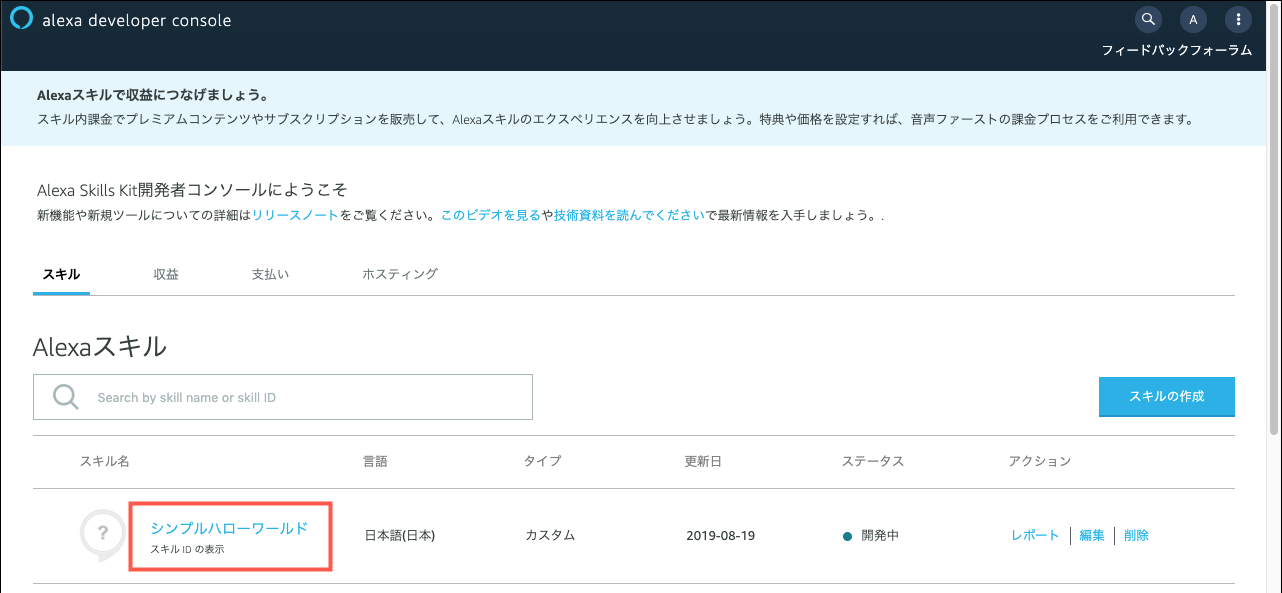 alexa developer console
A
フィードバックフォーラム
Alexaスキルで収益につなげましょう。
スキル内課金でプレミアムコンテンツやサブスクリプションを販売して、Alexaスキルのエクスペリエンスを向上させましょう。特典や価格を設定すれば、音声ファーストの課金プロセスをご利用できます。
Alexa Skills Kit開発者コンソールにようこそ
新機能や新規ツールについての詳細はリリースノートをご覧ください。このビデオを見るや技術資料を読んでくださいで最新情報を入手しましょう。.
スキル 収益 支払い ホスティング
Alexaスキル
Search by skill name or skill ID
スキルの作成
スキル名 言語 タイプ 更新日 ステータス アクション
? シンプルハローワールド 日本語(日本) カスタム 2019-08-19 開発中 レポート 編集 削除
スキル ID の表示